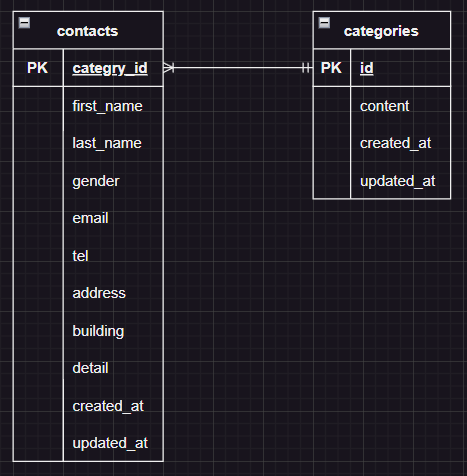 contacts
PK categry_id
first_name
last_name
gender
email
tel
address
building
detail
created_at
updated_at
categories
PK id
content
created_at
updated_at